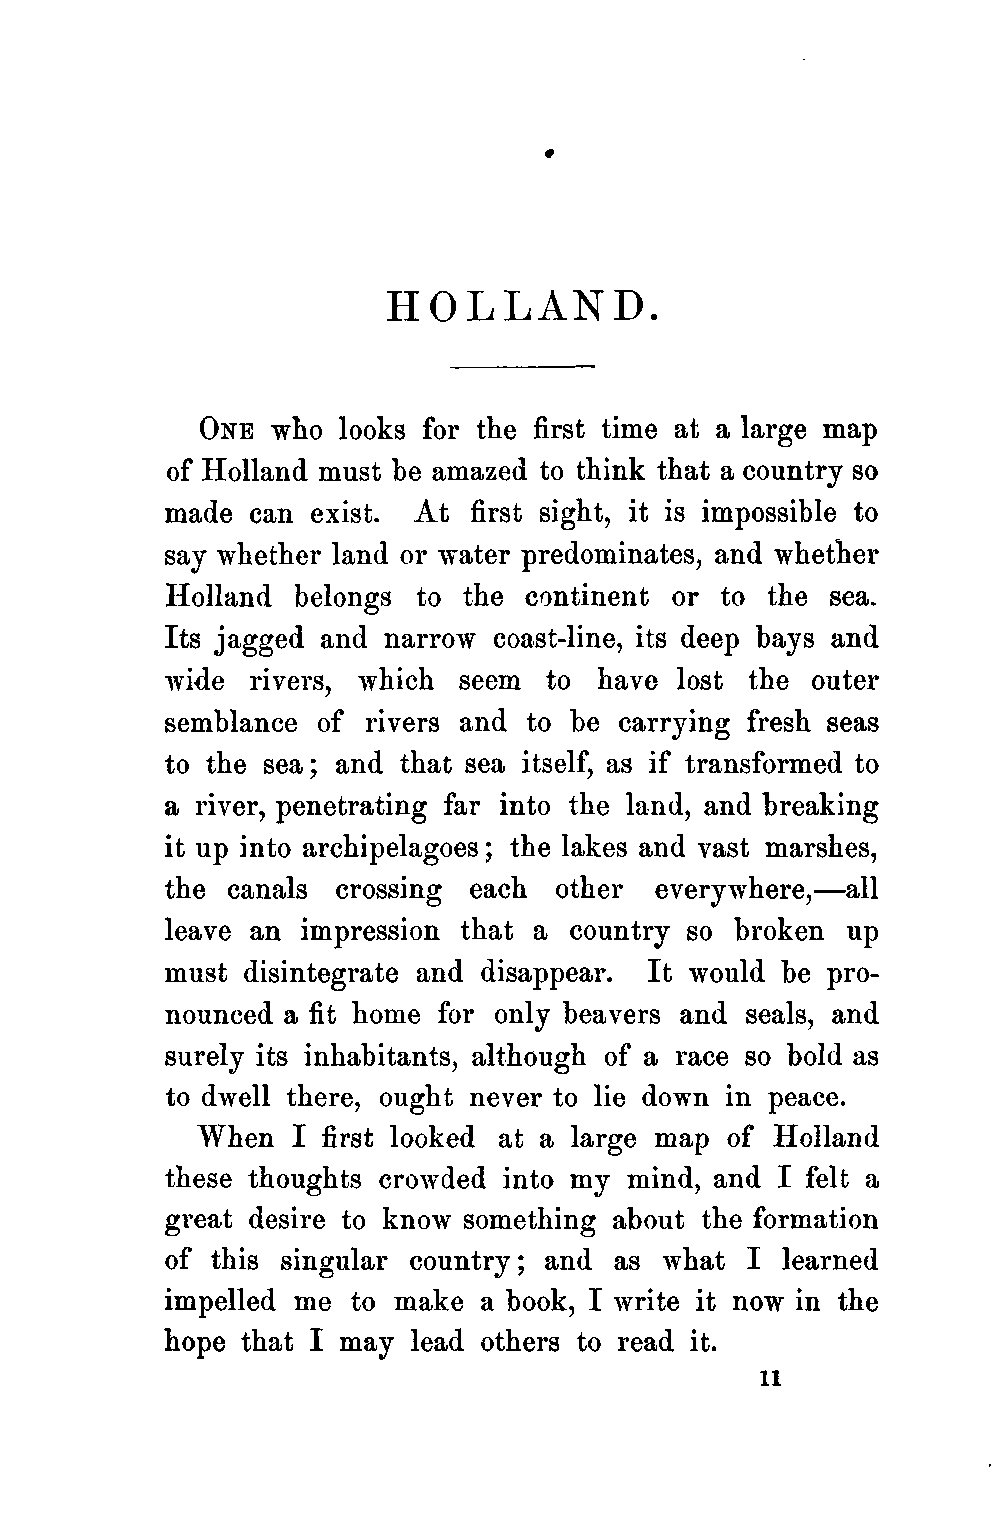 HOLLAND.
ONE who looks for the first time at a large map
of Holland must be amazed to think that a country so
made can exist. At first sight, it is impossible to
say whether land or water predominates, and whether
Holland belongs to the continent or to the sea.
Its jagged and narrow coast-line, its deep bays and
wide rivers, which seem to have lost the outer
semblance of rivers and to be carrying fresh seas
to the sea; and that sea itself, as if transformed to
a river, penetrating far into the land, and breaking
it up into archipelagoes; the lakes and vast marshes,
the canals crossing each other everywhere,—all
leave an impression that a country so broken up
must disintegrate and disappear. It would be pro-
nounced a fit home for only beavers and seals, and
surely its inhabitants, although of a race so bold as
to dwell there, ought never to lie down in peace.
When I first looked at a large map of Holland
these thoughts crowded into my mind, and I felt a
great desire to know something about the formation
of this singular country; and as what I learned
impelled me to make a book, I write it now in the
hope that I may lead others to read it.
11